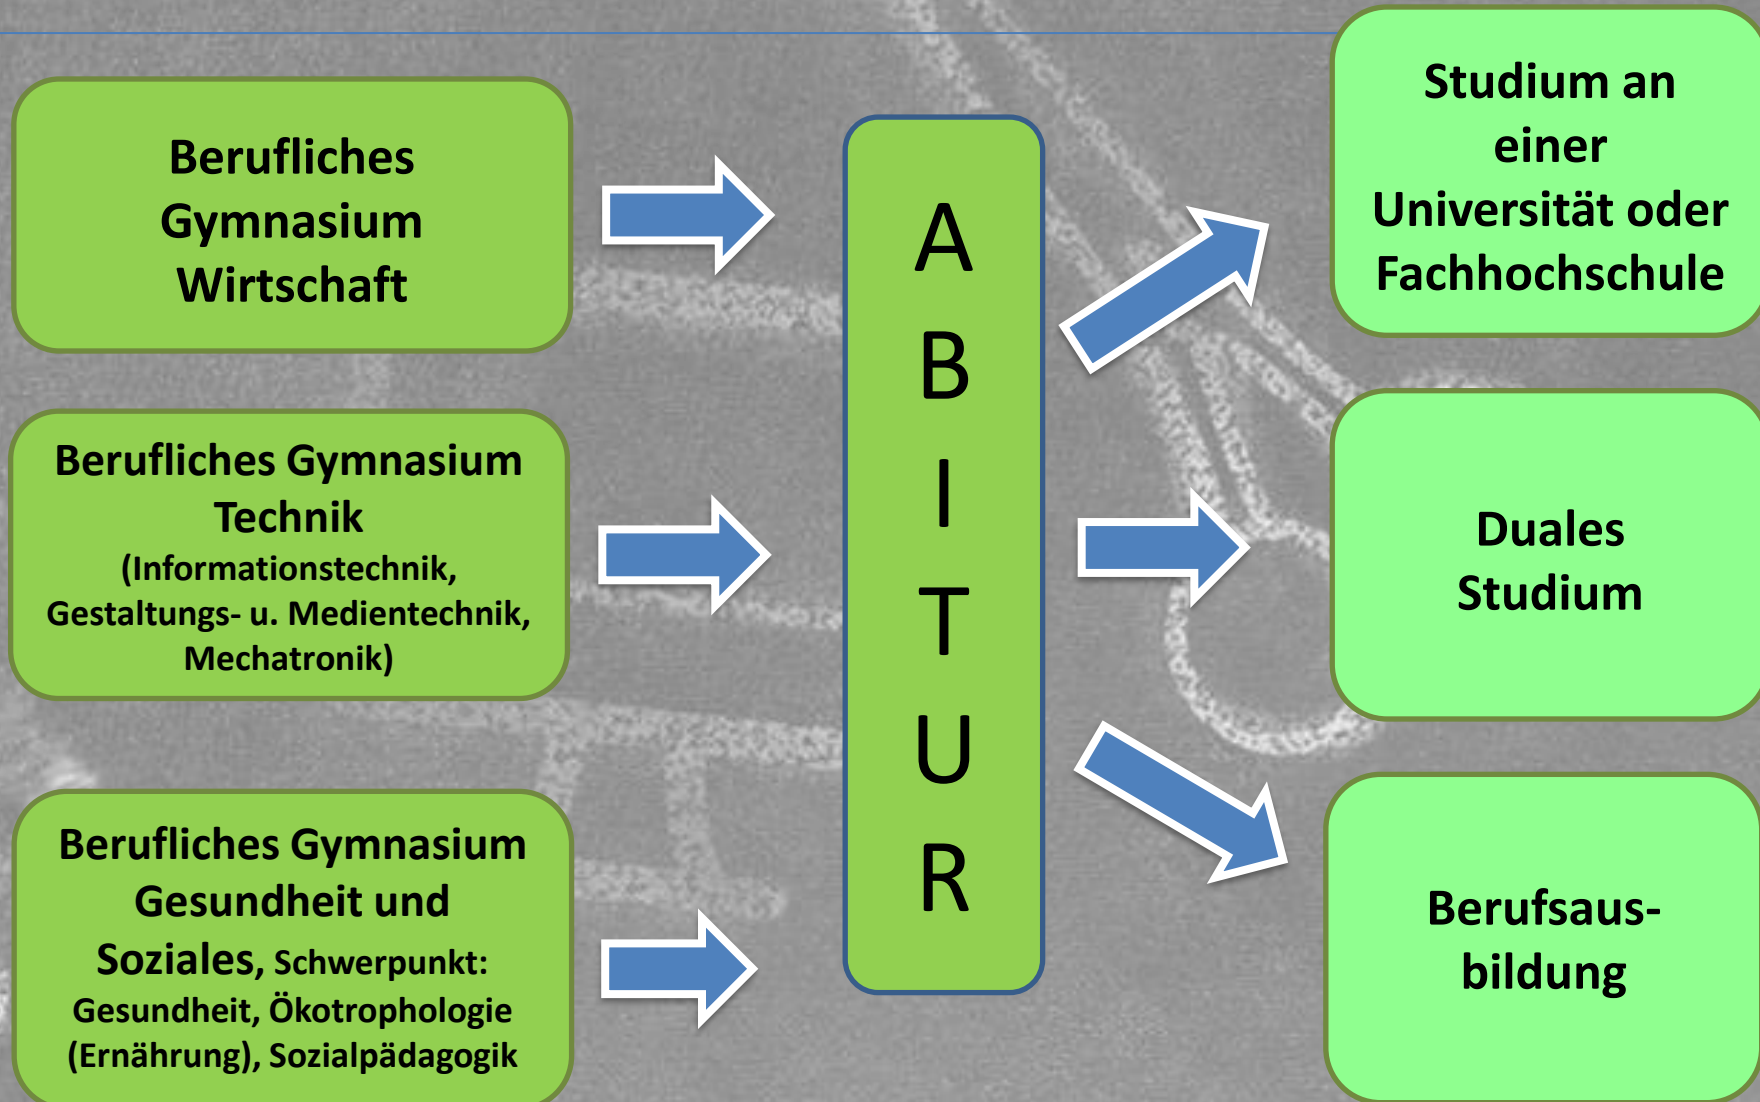 Berufliches
Gymnasium
Wirtschaft
Berufliches Gymnasium
Technik
(Informationstechnik,
Gestaltungs- u. Medientechnik,
Mechatronik)
Berufliches Gymnasium
Gesundheit und
Soziales, Schwerpunkt:
Gesundheit, Ökotrophologie
(Ernährung), Sozialpädagogik
A
B
I
T
U
R
Studium an
einer
Universität oder
Fachhochschule
Duales
Studium
Berufsaus-
bildung